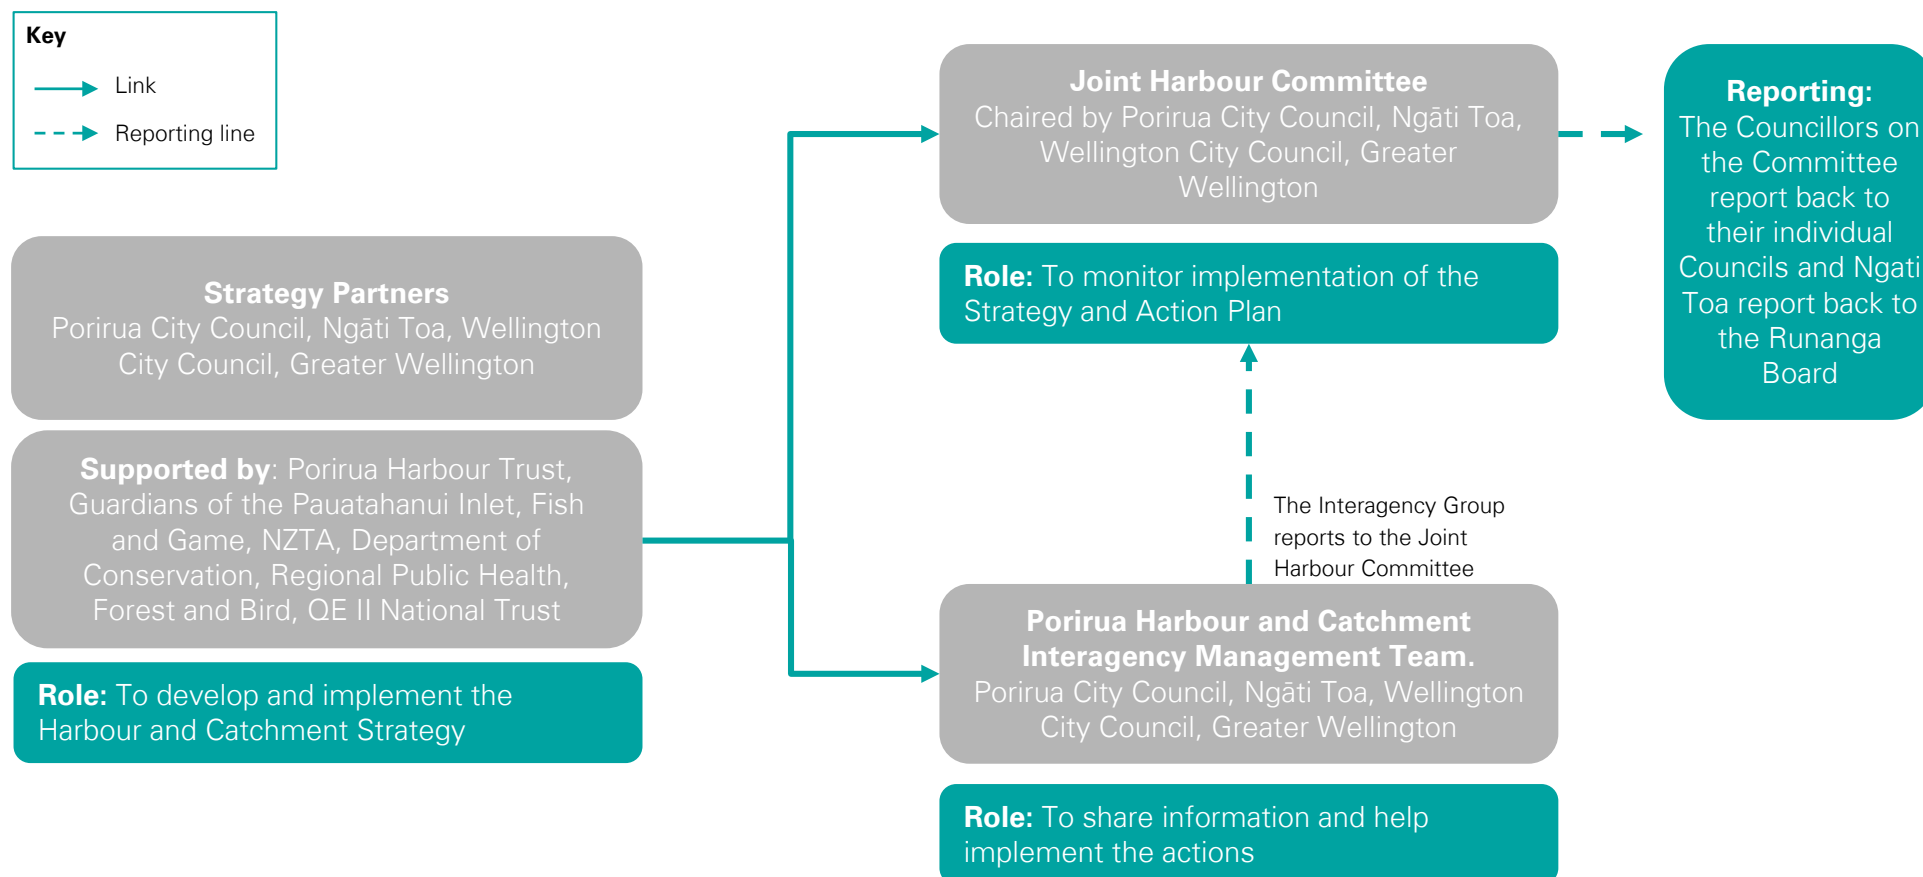 Key
Link
Reporting line
Strategy Partners
Porirua City Council, Ngāti Toa, Wellington
City Council, Greater Wellington
Supported by: Porirua Harbour Trust,
Guardians of the Pauatahanui Inlet, Fish
and Game, NZTA, Department of
Conservation, Regional Public Health,
Forest and Bird, QE II National Trust
Role: To develop and implement the
Harbour and Catchment Strategy
Joint Harbour Committee
Chaired by Porirua City Council, Ngāti Toa,
Wellington City Council, Greater
Wellington
Role: To monitor implementation of the
Strategy and Action Plan
The Interagency Group
reports to the Joint
Harbour Committee
Porirua Harbour and Catchment
Interagency Management Team.
Porirua City Council, Ngāti Toa, Wellington
City Council, Greater Wellington
Role: To share information and help
implement the actions
Reporting:
The Councillors on
the Committee
report back to
their individual
Councils and Ngati
Toa report back to
the Runanga
Board